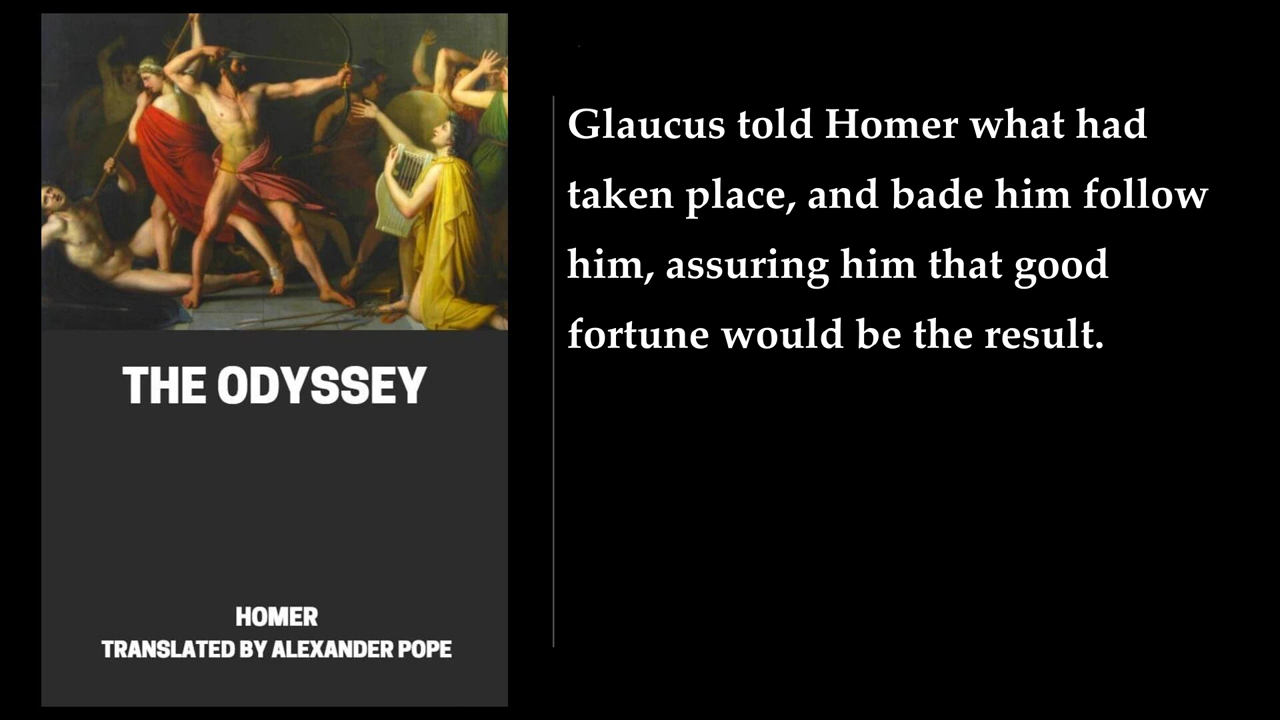 THE ODYSSEY
HOMER
TRANSLATED BY ALEXANDER POPE
Glaucus told Homer what had
taken place, and bade him follow
him, assuring him that good
fortune would be the result.